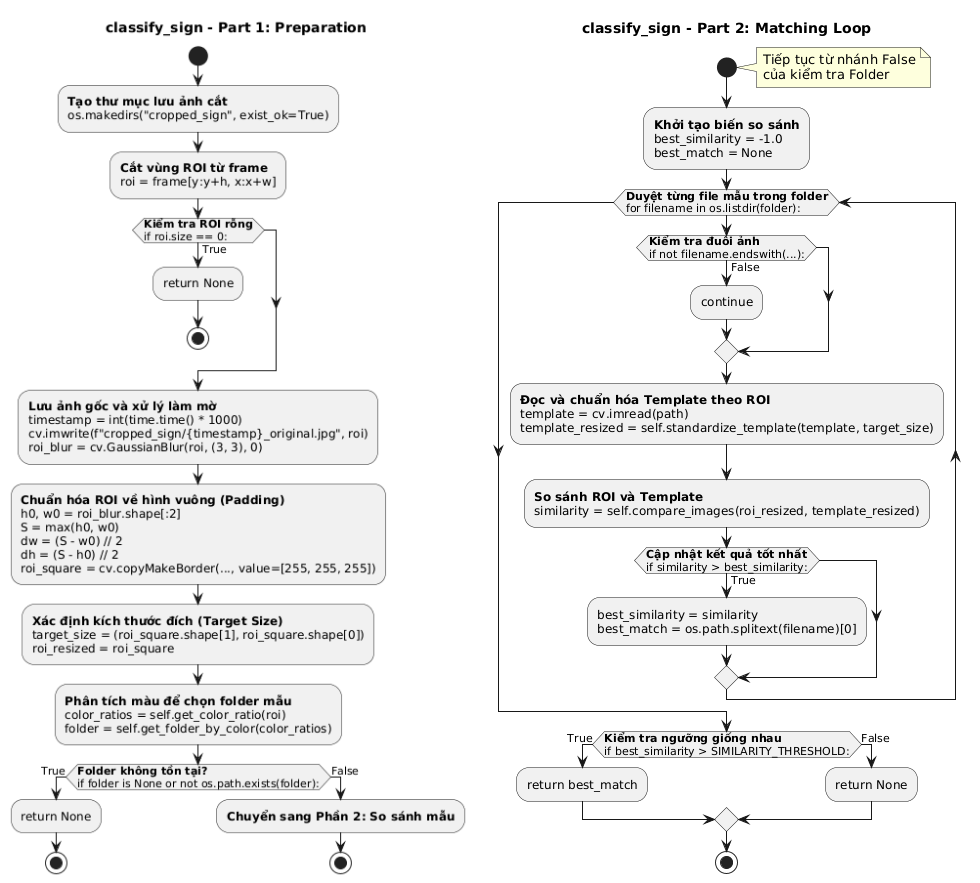 classify_sign - Part 1: Preparation
Tạo thư mục lưu ảnh cắt
os.makedirs("cropped_sign", exist_ok=True)
Cắt vùng ROI từ frame
roi = frame[y:y+h, x:x+w]
Kiểm tra ROI rỗng
if roi.size == 0:
True
return None
Lưu ảnh gốc và xử lý làm mờ
timestamp = int(time.time() * 1000)
cv.imwrite(f"cropped_sign/{timestamp}_original.jpg", roi)
roi_blur = cv.GaussianBlur(roi, (3, 3), 0)
Chuẩn hóa ROI về hình vuông (Padding)
h0, w0 = roi_blur.shape[:2]
S = max(h0, w0)
dw = (S - w0) // 2
dh = (S - h0) // 2
roi_square = cv.copyMakeBorder(..., value=[255, 255, 255])
Xác định kích thước đích (Target Size)
target_size = (roi_square.shape[1], roi_square.shape[0])
roi_resized = roi_square
Phân tích màu để chọn folder mẫu
color_ratios = self.get_color_ratio(roi)
folder = self.get_folder_by_color(color_ratios)
Folder không tồn tại?
if folder is None or not os.path.exists(folder):
True
False
return None
Chuyển sang Phần 2: So sánh mẫu
classify_sign - Part 2: Matching Loop
Tiếp tục từ nhánh False
của kiểm tra Folder
Khởi tạo biến so sánh
best_similarity = -1.0
best_match = None
Duyệt từng file mẫu trong folder
for filename in os.listdir(folder):
Kiểm tra đuôi ảnh
if not filename.endswith(...):
False
continue
Đọc và chuẩn hóa Template theo ROI
template = cv.imread(path)
template_resized = self.standardize_template(template, target_size)
So sánh ROI và Template
similarity = self.compare_images(roi_resized, template_resized)
Cập nhật kết quả tốt nhất
if similarity > best_similarity:
True
best_similarity = similarity
best_match = os.path.splitext(filename)[0]
Kiểm tra ngưỡng giống nhau
if best_similarity > SIMILARITY_THRESHOLD:
True
False
return best_match
return None